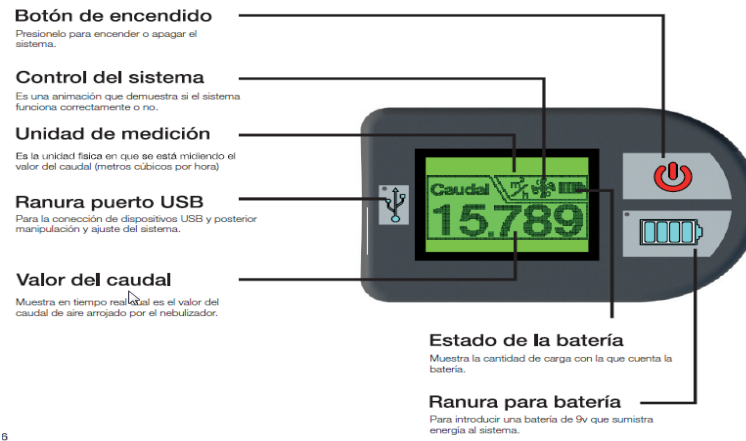 Botón de encendido
Presionelo para encender o apagar el
sistema.
Control del sistema
Es una animación que demuestra si el sistema
funciona correctamente o no.
Unidad de medición
Es la unidad fisica en que se está midiendo el
valor del caudal (metros cúbicos por hora)
Ranura puerto USB
Para la conección de dispositivos USB y posterior
manipulación y ajuste del sistema.
Valor del caudal
Muestra en tiempo real cual es el valor del
caudal de aire arrojado por el nebulizador.
Caudal m³/h
15.789
Estado de la batería
Muestra la cantidad de carga con la que cuenta la
batería.
Ranura para batería
Para introducir una batería de 9v que sumistra
energía al sistema.
6